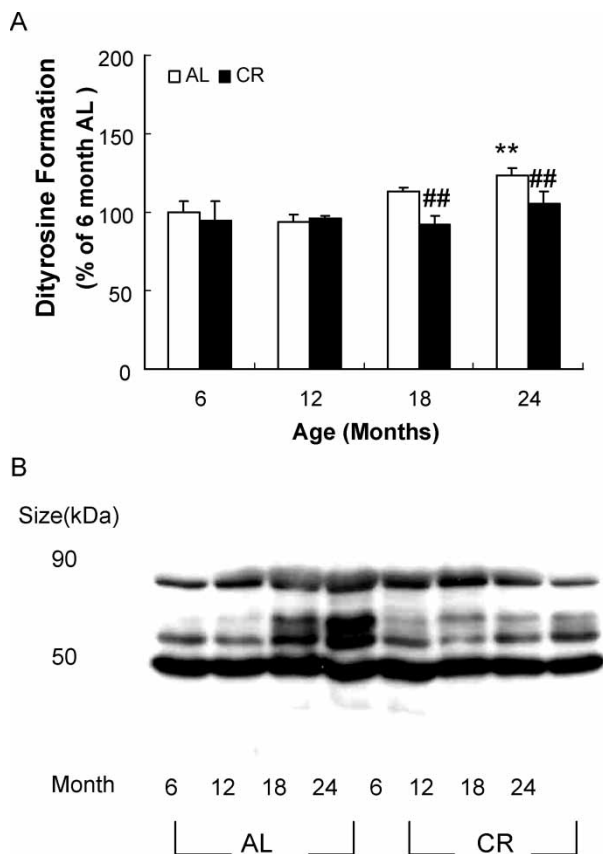 A
200
AL CR
**
##
##
150
100
50
0
Dityrosine Formation
(% of 6 month AL)
6 12 18 24
Age (Months)
B
Size(kDa)
90
50
Month 6 12 18 24 6 12 18 24
AL CR